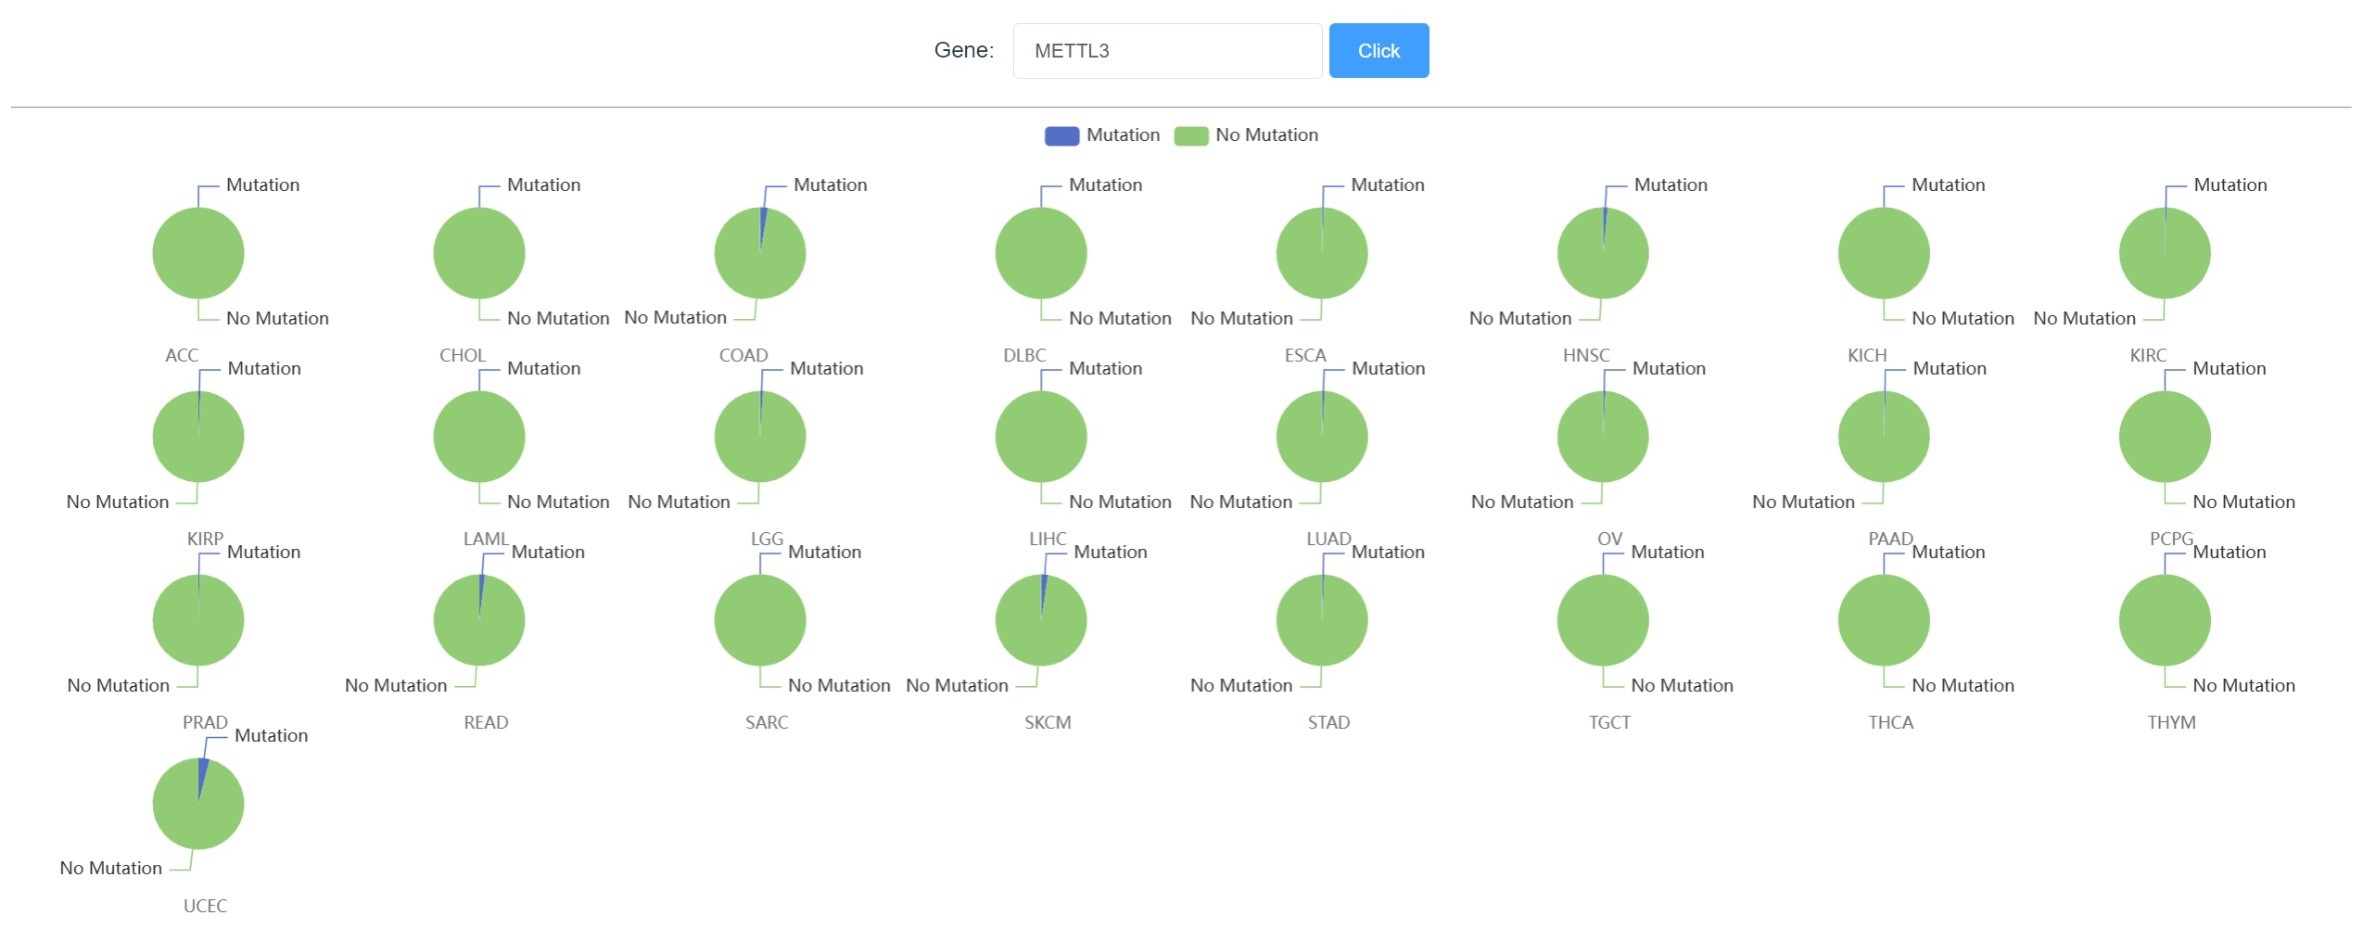 Gene: METTL3 Click
Mutation No Mutation
Mutation Mutation Mutation Mutation Mutation Mutation Mutation Mutation
No Mutation No Mutation No Mutation No Mutation No Mutation No Mutation No Mutation No Mutation
ACC CHOL COAD DLBC ESCA HNSC KICH KIRC
Mutation Mutation Mutation Mutation Mutation Mutation Mutation Mutation
No Mutation No Mutation No Mutation No Mutation No Mutation No Mutation No Mutation No Mutation
KIRP LAML LGG LIHC LUAD OV PAAD PCPG
Mutation Mutation Mutation Mutation Mutation Mutation Mutation Mutation
No Mutation No Mutation No Mutation No Mutation No Mutation No Mutation No Mutation No Mutation
PRAD READ SARC SKCM STAD TGCT THCA THYM
Mutation
No Mutation
UCEC